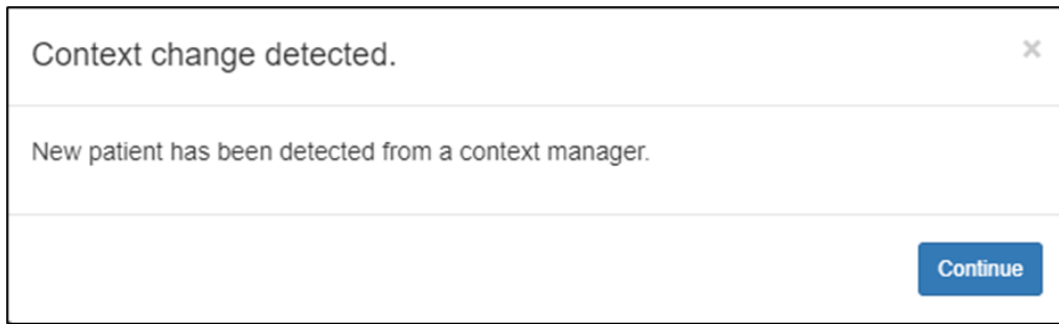 Context change detected.
×
New patient has been detected from a context manager.
Continue